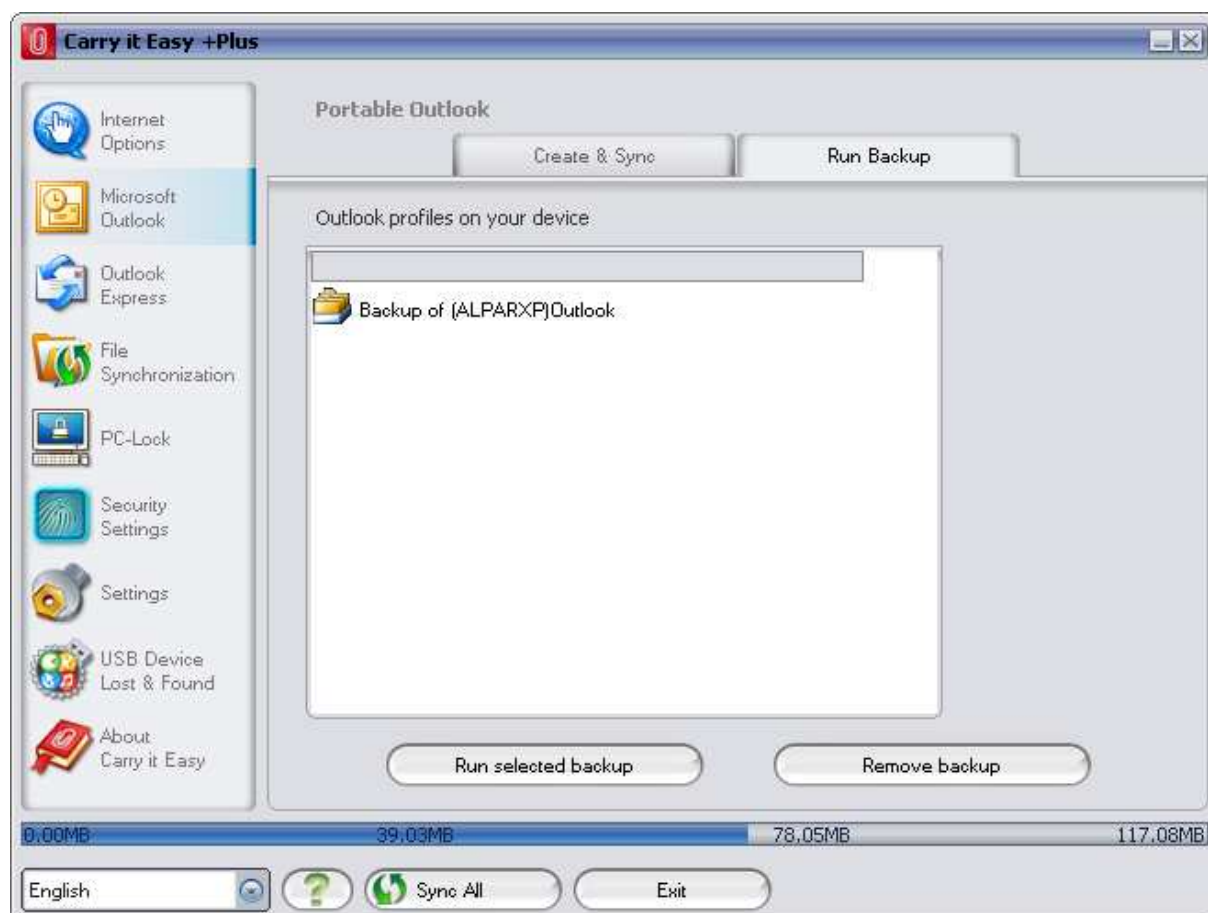 Carry it Easy +Plus
Internet
Options
Microsoft
Outlook
Outlook
Express
File
Synchronization
PC-Lock
Security
Settings
Settings
USB Device
Lost & Found
About
Carry it Easy
Portable Outlook
Create & Sync
Run Backup
Outlook profiles on your device
Backup of (ALPARXP)Outlook
Run selected backup
Remove backup
0.00MB
39.03MB
78.05MB
117.08MB
English
?
Sync All
Exit